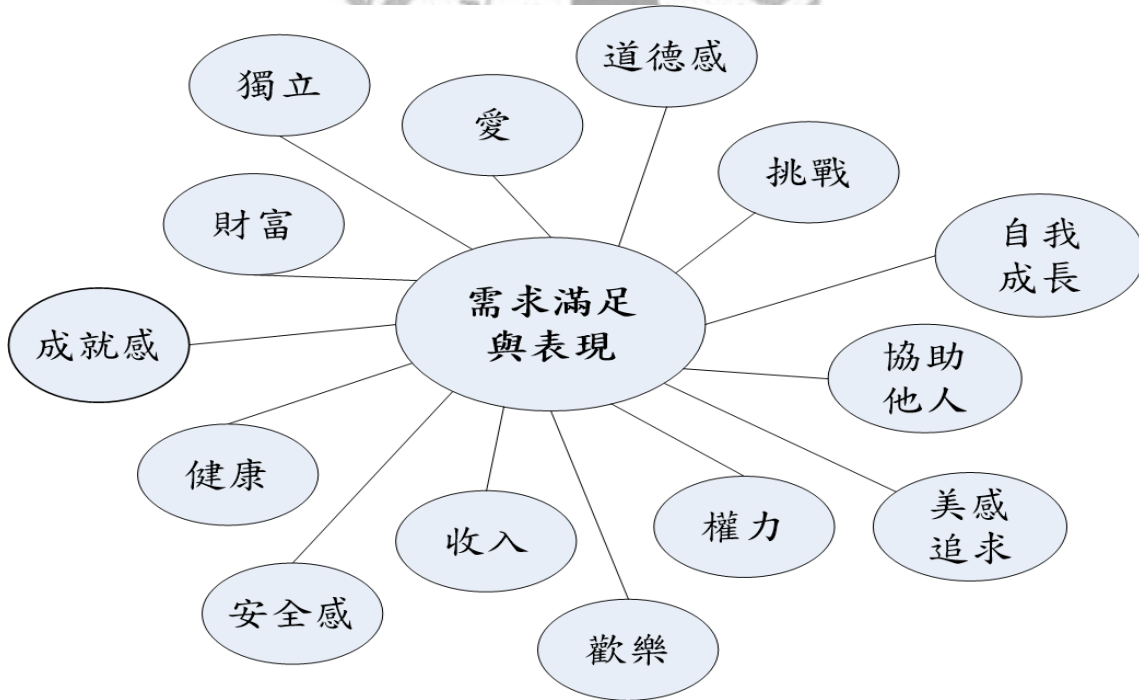 道德感
獨立
愛
挑戰
財富
自我
成長
需求滿足
與表現
成就感
協助
他人
健康
美感
追求
權力
收入
安全感
歡樂